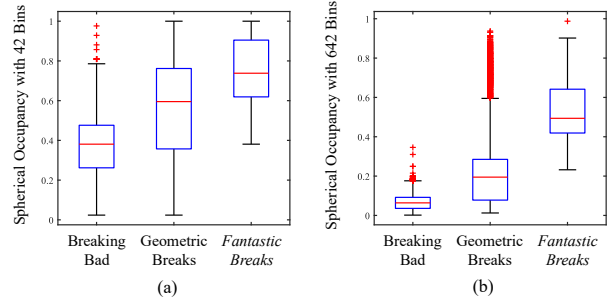 Spherical Occupancy with 42 Bins
1
0.8
0.6
0.4
0.2
0
Breaking
Bad
Geometric
Breaks
Fantastic
Breaks
(a)
Spherical Occupancy with 642 Bins
1
0.8
0.6
0.4
0.2
0
Breaking
Bad
Geometric
Breaks
Fantastic
Breaks
(b)